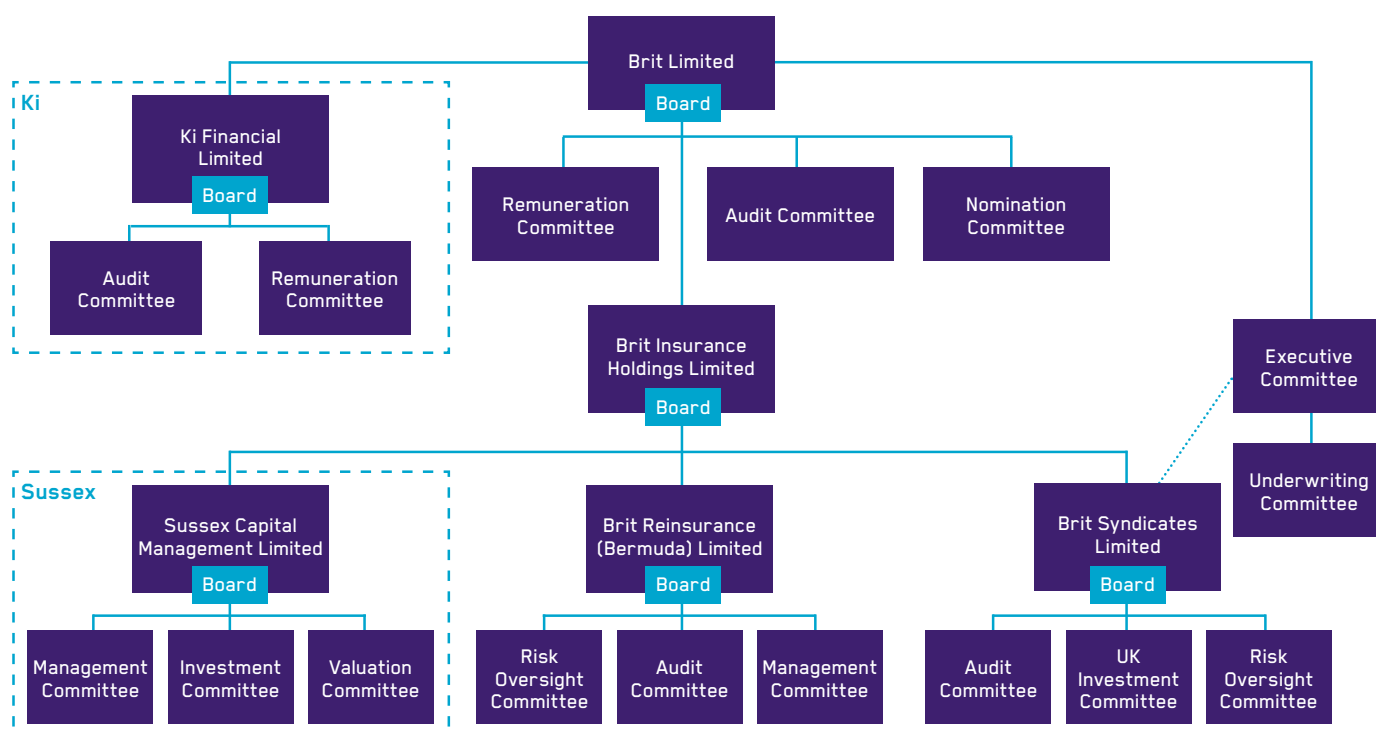 Brit Limited
Board
Ki
Ki Financial
Limited
Board
Audit
Committee
Remuneration
Committee
Remuneration
Committee
Audit Committee
Nomination
Committee
Brit Insurance
Holdings Limited
Board
Executive
Committee
Underwriting
Committee
Sussex
Sussex Capital
Management Limited
Board
Management
Committee
Investment
Committee
Valuation
Committee
Brit Reinsurance
(Bermuda) Limited
Board
Risk
Oversight
Committee
Audit
Committee
Management
Committee
Brit Syndicates
Limited
Board
Audit
Committee
UK
Investment
Committee
Risk
Oversight
Committee